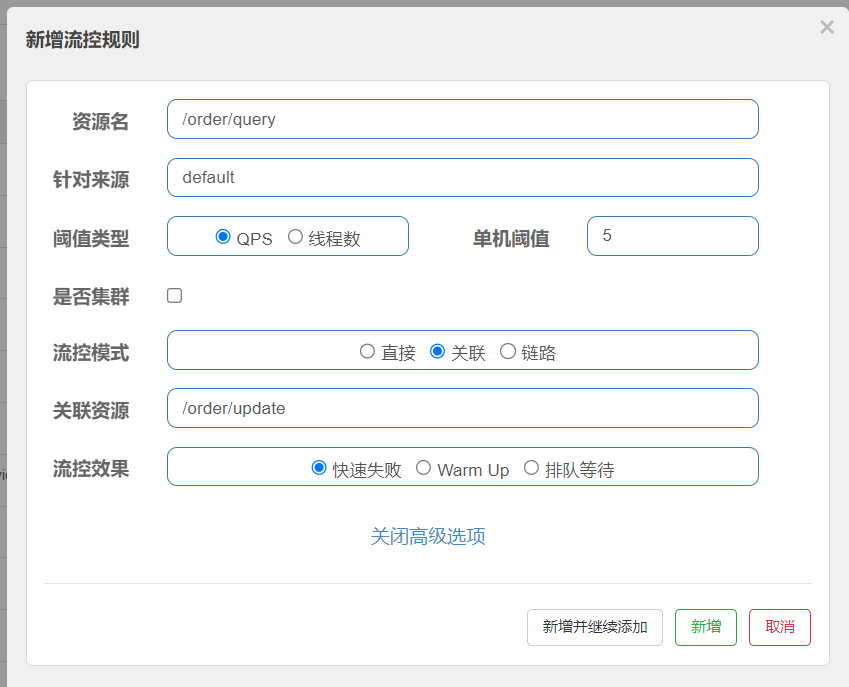 新增流控规则
×
资源名 /order/query
针对来源 default
阈值类型 QPS 线程数 单机阈值 5
是否集群
流控模式 直接 关联 链路
关联资源 /order/update
流控效果 快速失败 Warm Up 排队等待
关闭高级选项
新增并继续添加 新增 取消